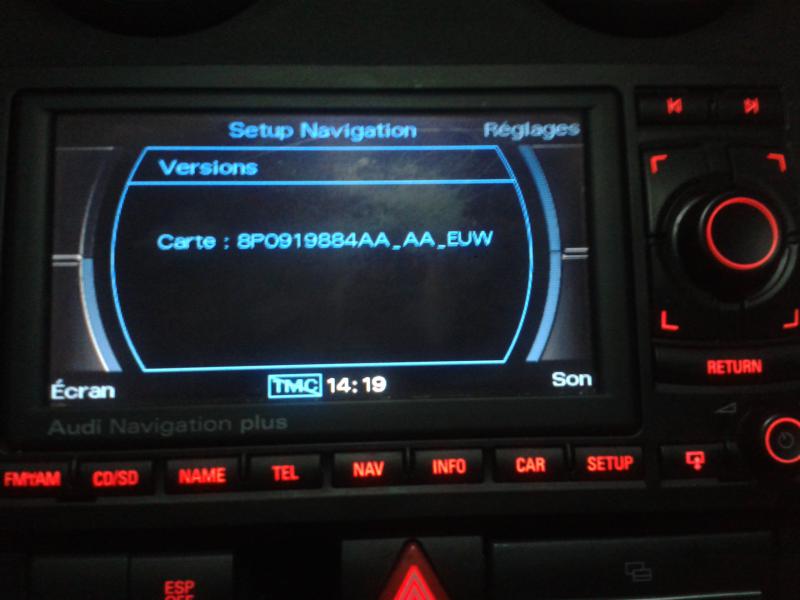 Setup Navigation Réglages
Versions
Carte : 8P0919884AA_AA_EUW
Écran TMC 14:19 Son
Audi Navigation plus
RETURN
FM/AM CD/SD NAME TEL NAV INFO CAR SETUP
ESP
OFF